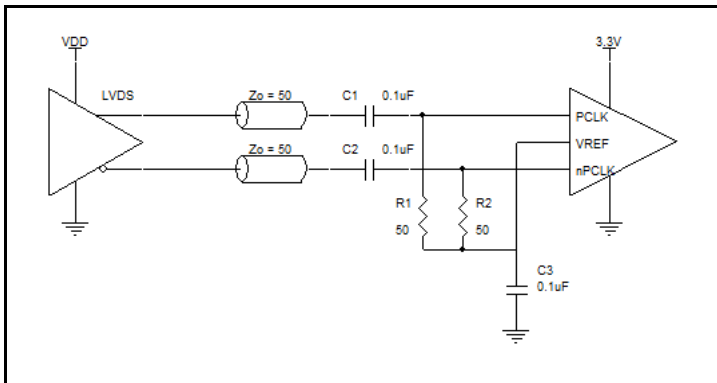 VDD
3.3V
LVDS
Zo = 50
C1
0.1uF
PCLK
VREF
Zo = 50
C2
0.1uF
nPCLK
R1
50
R2
50
C3
0.1uF